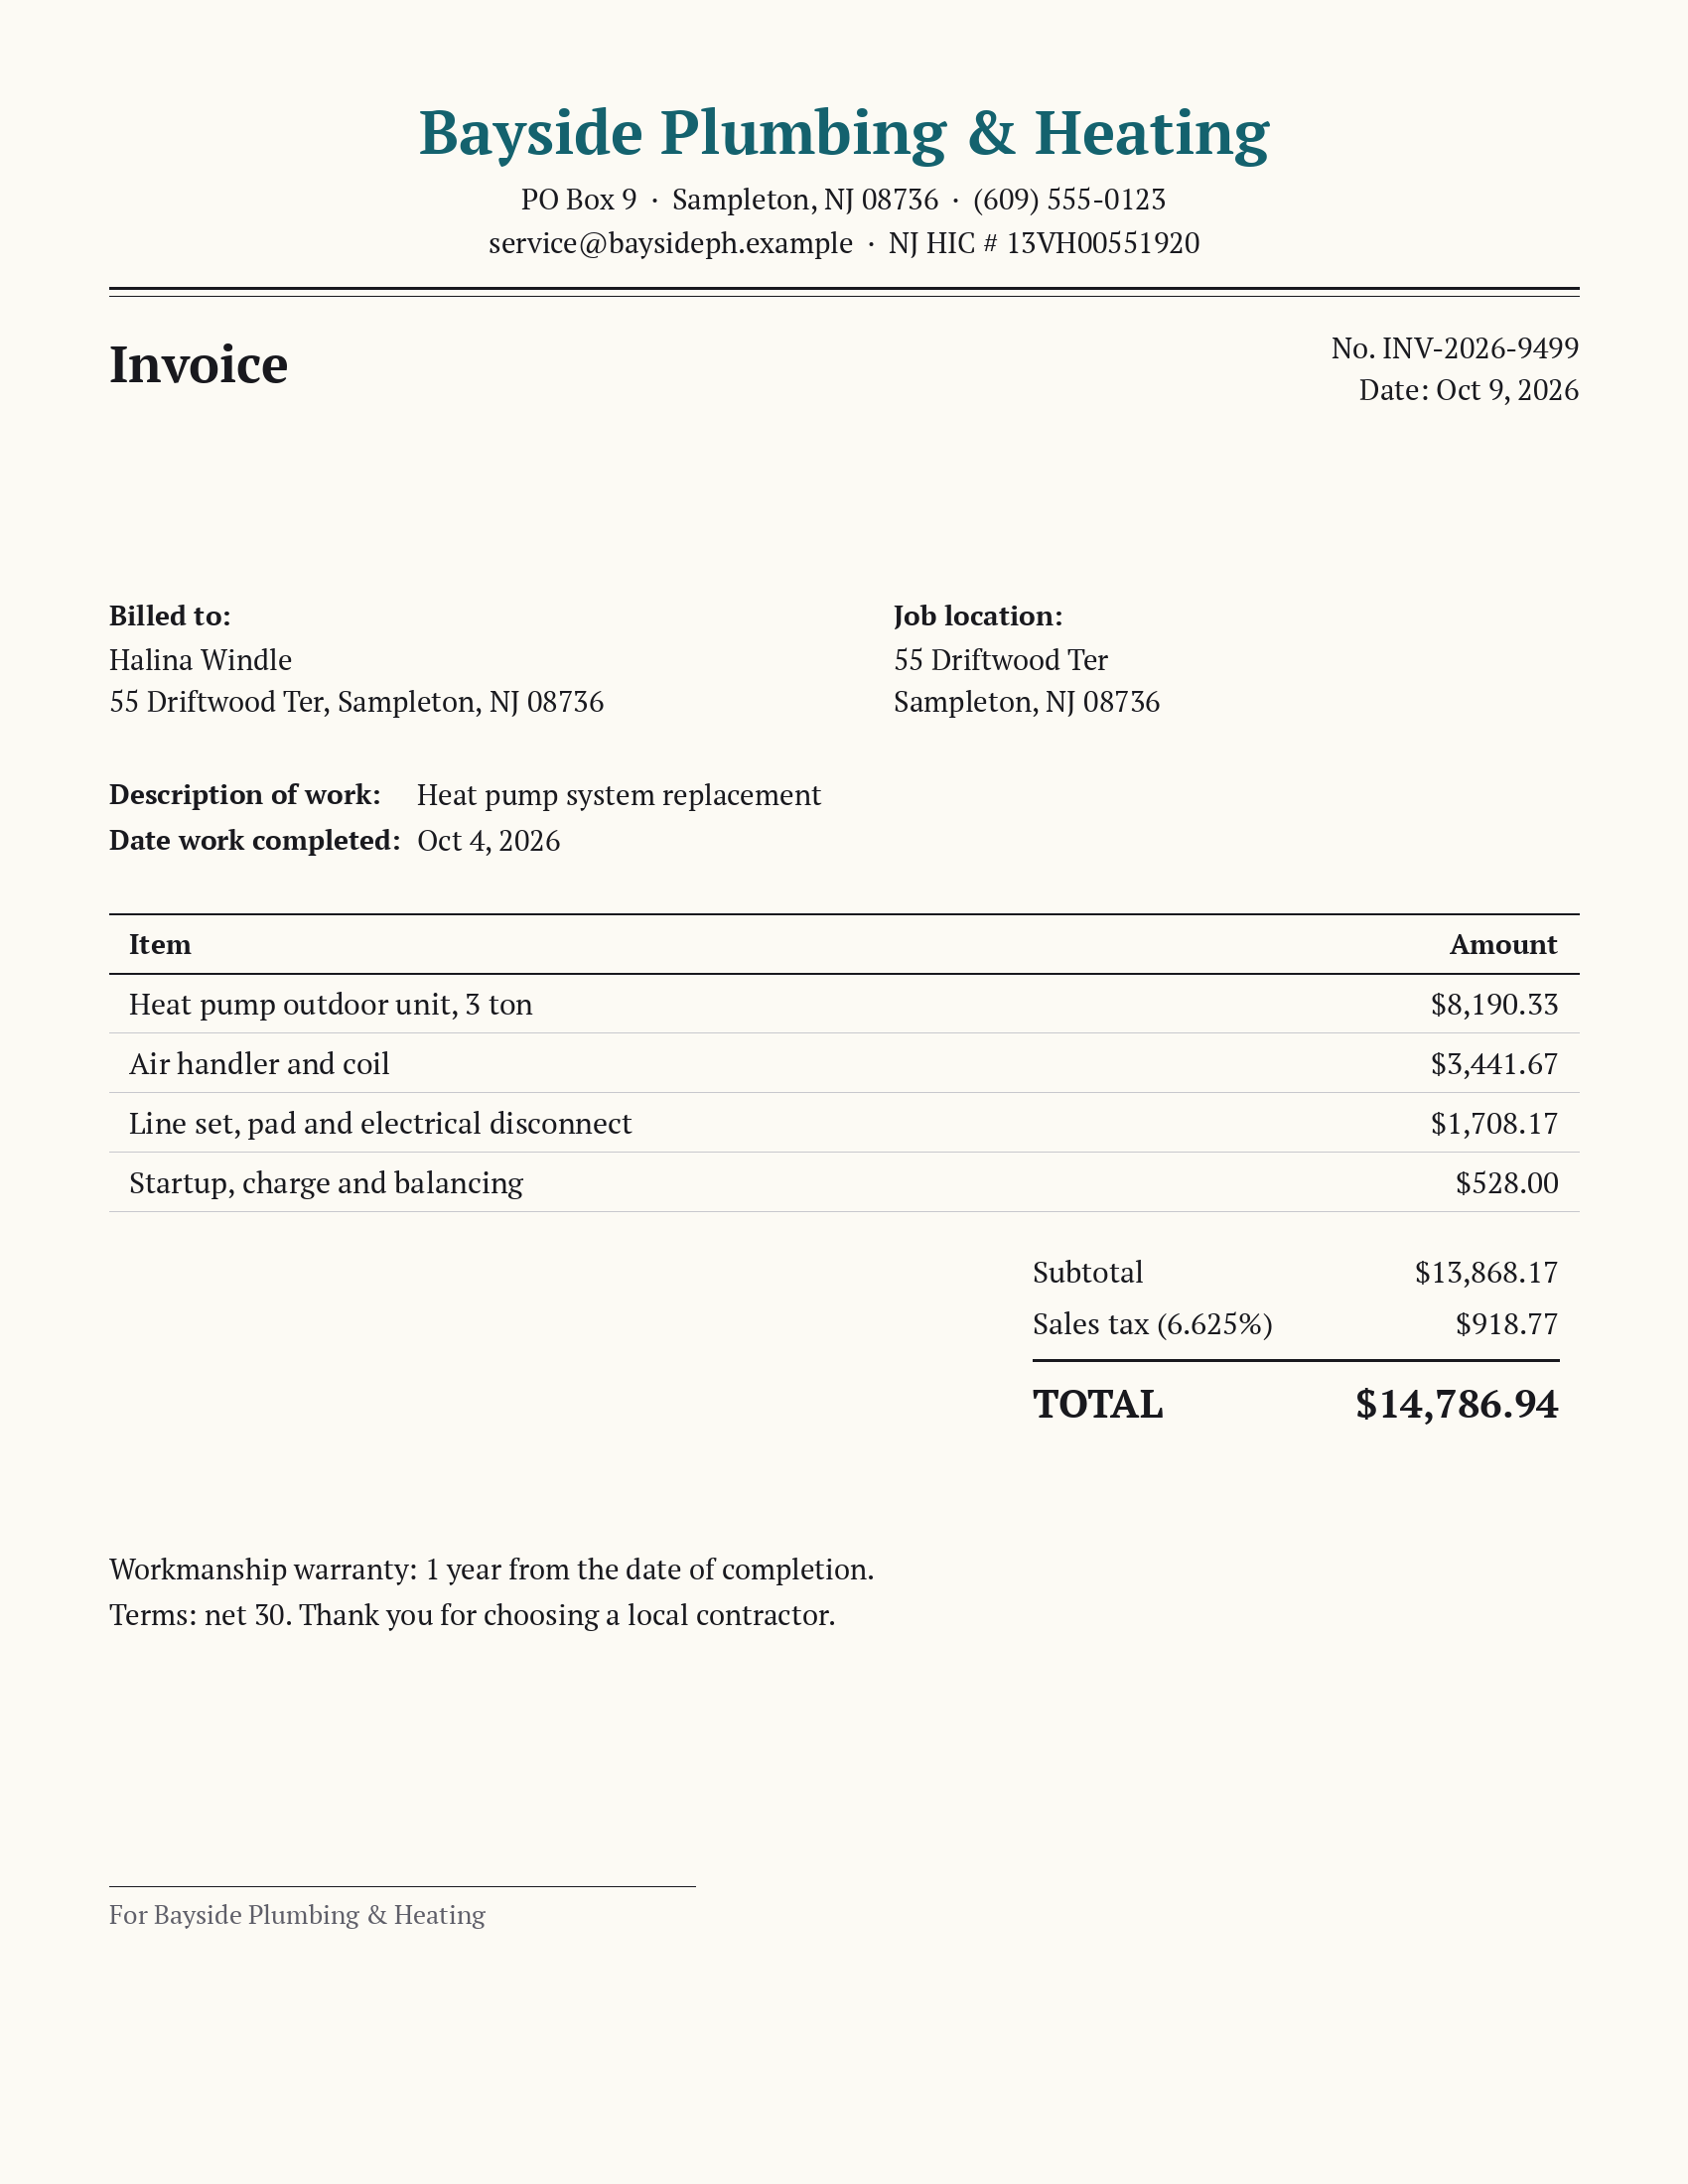 Bayside Plumbing & Heating
PO Box 9 · Sampleton, NJ 08736 · (609) 555-0123
service@baysideph.example · NJ HIC # 13VH00551920
Invoice
No. INV-2026-9499
Date: Oct 9, 2026
Billed to:
Halina Windle
55 Driftwood Ter, Sampleton, NJ 08736
Job location:
55 Driftwood Ter
Sampleton, NJ 08736
Description of work: Heat pump system replacement
Date work completed: Oct 4, 2026
Item Amount
Heat pump outdoor unit, 3 ton $8,190.33
Air handler and coil $3,441.67
Line set, pad and electrical disconnect $1,708.17
Startup, charge and balancing $528.00
Subtotal $13,868.17
Sales tax (6.625%) $918.77
TOTAL $14,786.94
Workmanship warranty: 1 year from the date of completion.
Terms: net 30. Thank you for choosing a local contractor.
For Bayside Plumbing & Heating